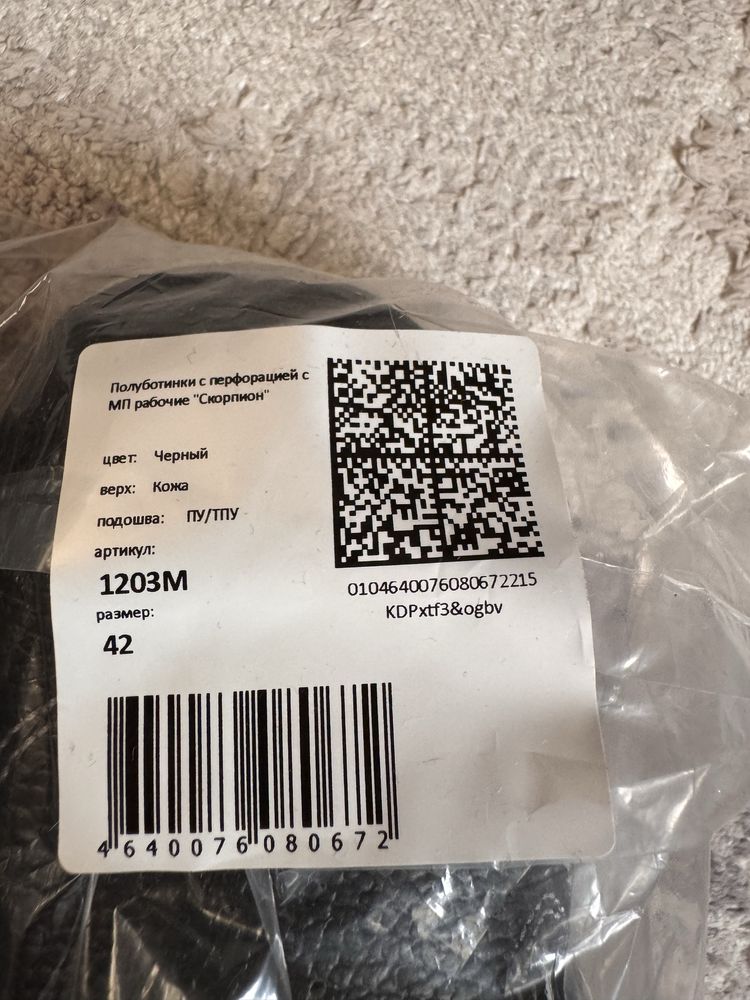 Полуботинки с перфорацией с
МП рабочие "Скорпион"
цвет: Черный
верх: Кожа
подошва: ПУ/ТПУ
артикул:
1203М
размер:
42
0104640076080672215
KDPxtf3&ogbv
4640076080672